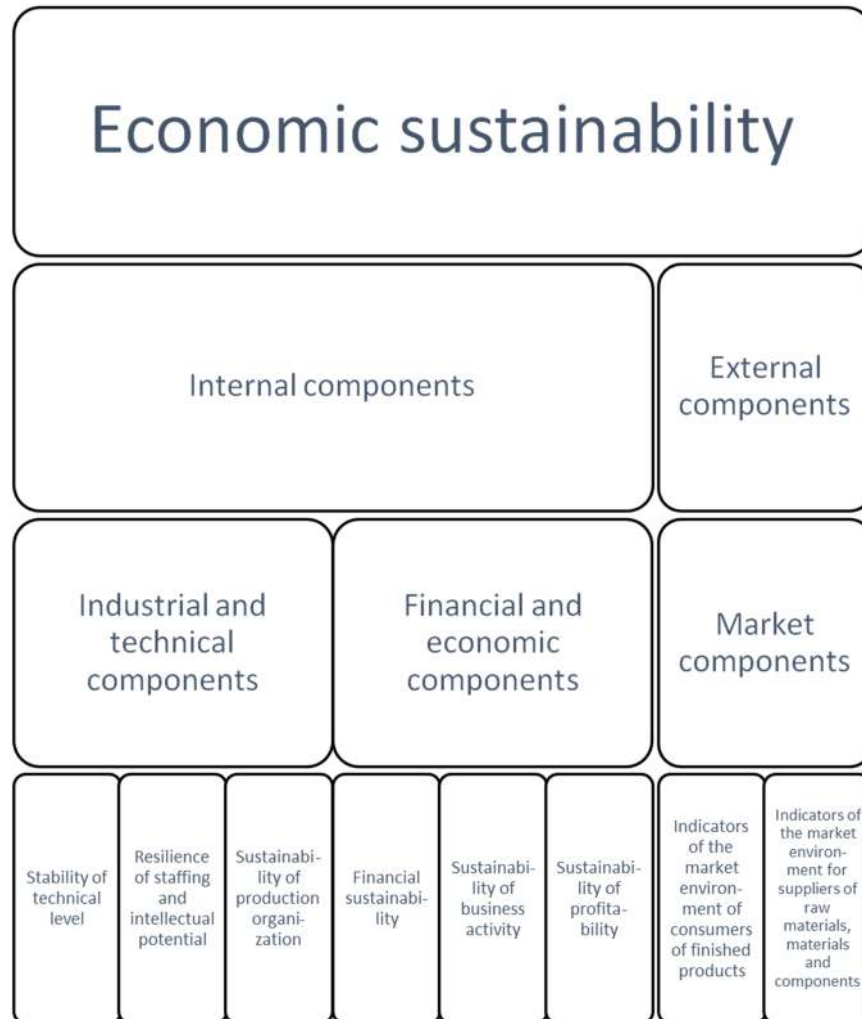 Economic sustainability
Internal components
External
components
Industrial and
technical
components
Financial and
economic
components
Market
components
Stability of
technical
level
Resilience
of staffing
and
intellectual
potential
Sustainabi-
lity of
production
organi-
zation
Financial
sustainabi-
lity
Sustainabi-
lity of
business
activity
Sustainabi-
lity of
profita-
bility
Indicators
of the
market
environ-
ment of
consumers
of finished
products
Indicators of
the market
environ-
ment for
suppliers of
raw
materials,
materials
and
components